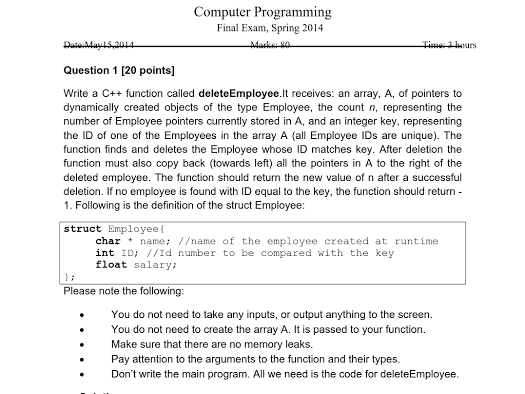 Computer Programming
Final Exam, Spring 2014
Date:May15,2014 Marks: 80 Time: 3 hours
Question 1 [20 points]
Write a C++ function called deleteEmployee.It receives: an array, A, of pointers to
dynamically created objects of the type Employee, the count n, representing the
number of Employee pointers currently stored in A, and an integer key, representing
the ID of one of the Employees in the array A (all Employee IDs are unique). The
function finds and deletes the Employee whose ID matches key. After deletion the
function must also copy back (towards left) all the pointers in A to the right of the
deleted employee. The function should return the new value of n after a successful
deletion. If no employee is found with ID equal to the key, the function should return -
1. Following is the definition of the struct Employee:
struct Employee{
char * name; //name of the employee created at runtime
int ID; //Id number to be compared with the key
float salary;
};
Please note the following:
• You do not need to take any inputs, or output anything to the screen.
• You do not need to create the array A. It is passed to your function.
• Make sure that there are no memory leaks.
• Pay attention to the arguments to the function and their types.
• Don't write the main program. All we need is the code for deleteEmployee.